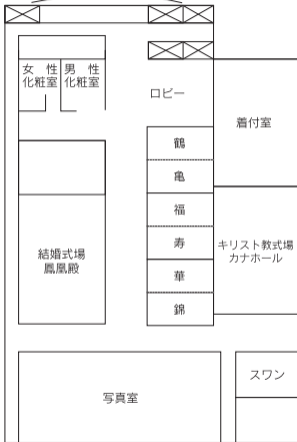 女性
化粧室
男性
化粧室
ロビー
着付室
鶴
亀
福
寿
華
錦
結婚式場
鳳凰殿
キリスト教式場
カナホール
写真室
スワン